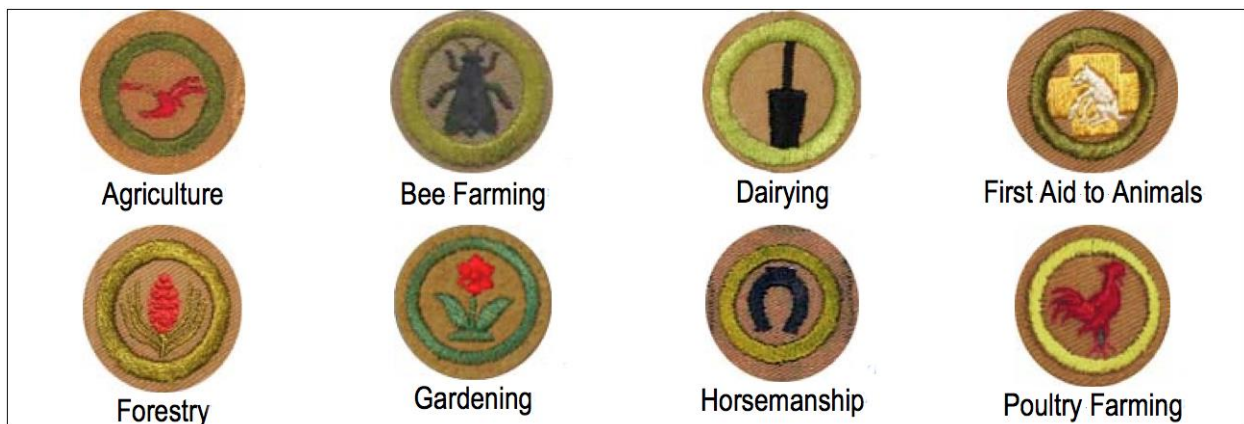 Agriculture
Bee Farming
Dairying
First Aid to Animals
Forestry
Gardening
Horsemanship
Poultry Farming